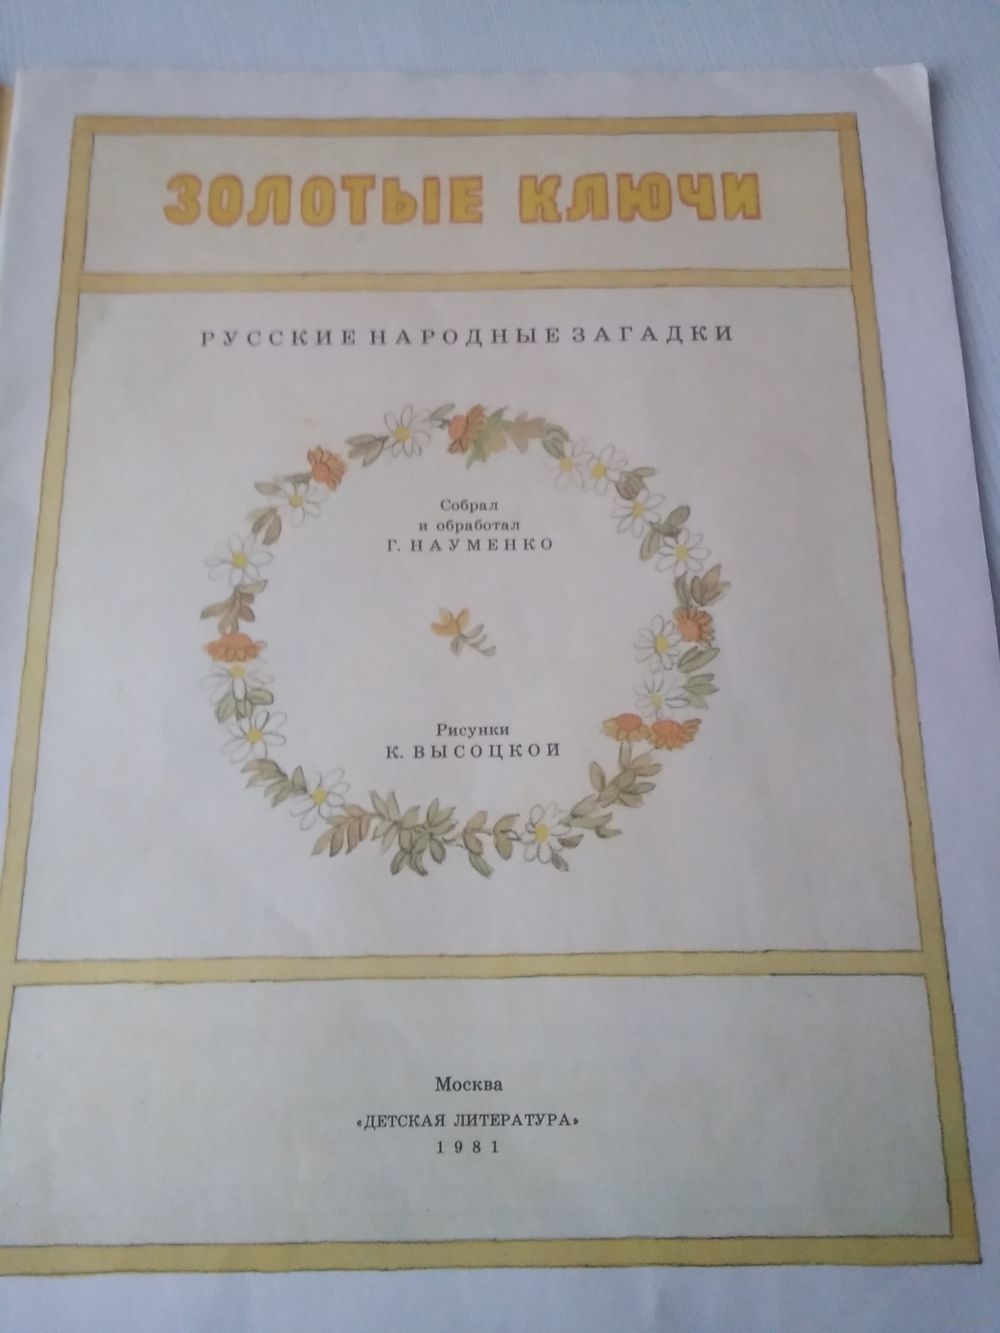 ЗОЛОТЫЕ КЛЮЧИ
РУССКИЕ НАРОДНЫЕ ЗАГАДКИ
Собрал
и обработал
Г. НАУМЕНКО
Рисунки
К. ВЫСОЦКОЙ
Москва
«ДЕТСКАЯ ЛИТЕРАТУРА»
1981